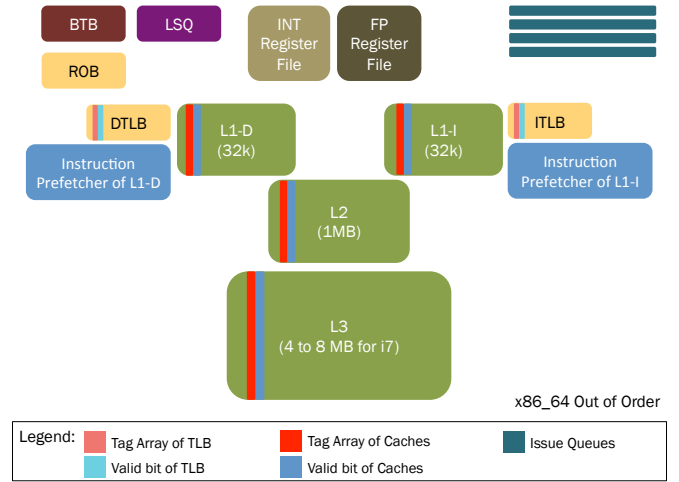 BTB
LSQ
INT
Register
File
FP
Register
File
ROB
DTLB
L1-D
(32k)
L1-I
(32k)
ITLB
Instruction
Prefetcher of L1-D
Instruction
Prefetcher of L1-I
L2
(1MB)
L3
(4 to 8 MB for i7)
x86_64 Out of Order
Legend:
Tag Array of TLB
Tag Array of Caches
Issue Queues
Valid bit of TLB
Valid bit of Caches